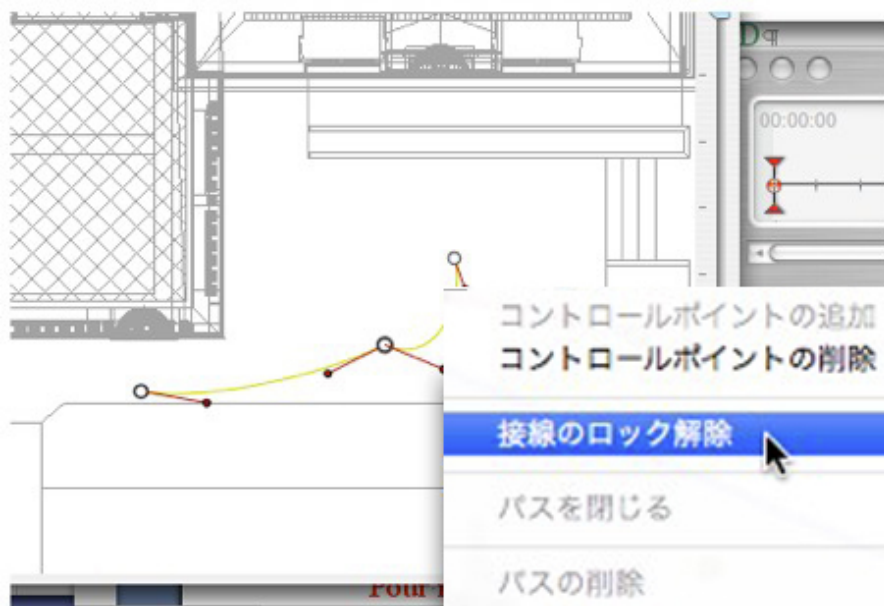 D¶
00:00:00
コントロールポイントの追加
コントロールポイントの削除
接線のロック解除
パスを閉じる
パスの削除
Pour